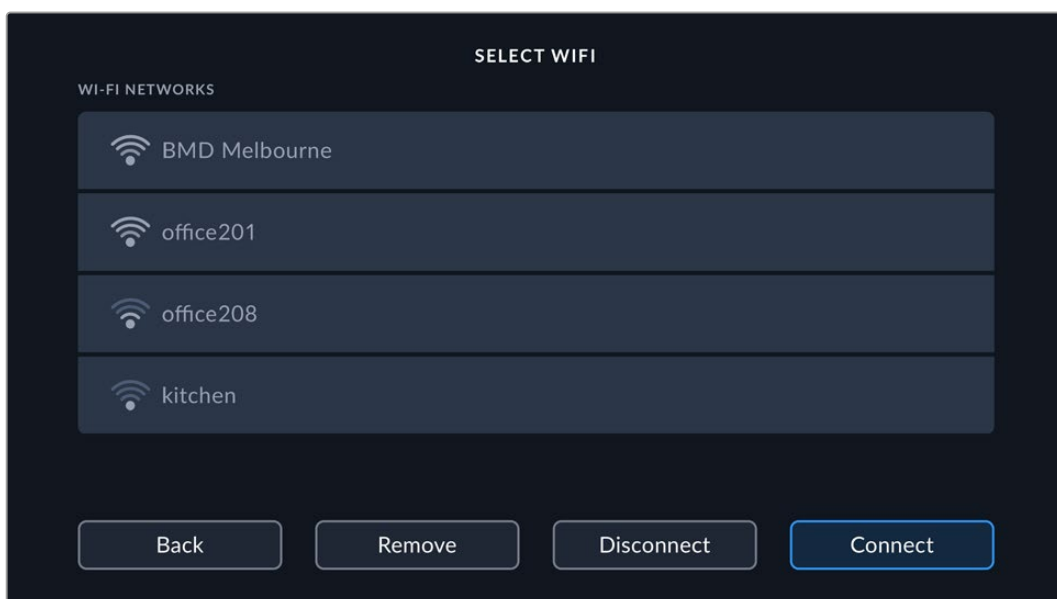 SELECT WIFI
WI-FI NETWORKS
BMD Melbourne
office201
office208
kitchen
Back Remove Disconnect Connect